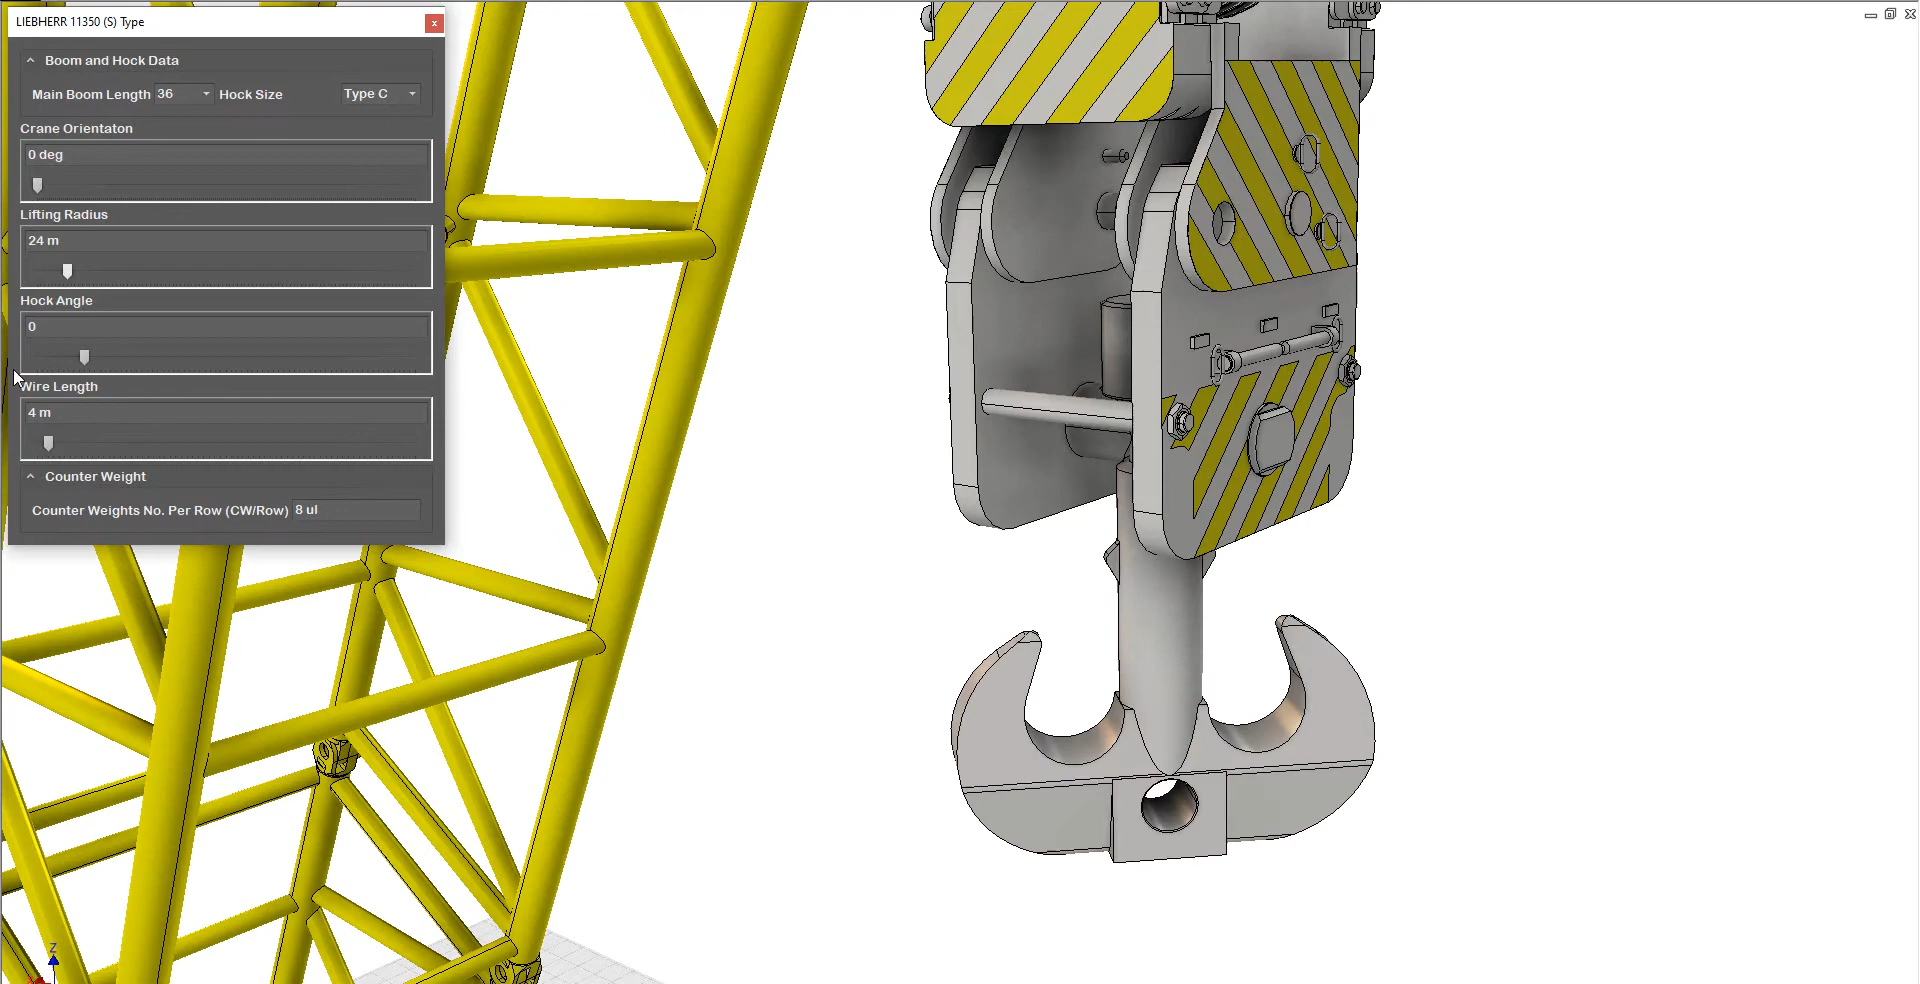 LIEBHERR 11350 (S) Type
Boom and Hock Data
Main Boom Length 36 Hock Size Type C
Crane Orientaton
0 deg
Lifting Radius
24 m
Hock Angle
0
Wire Length
4 m
Counter Weight
Counter Weights No. Per Row (CW/Row) 8 ul
Z